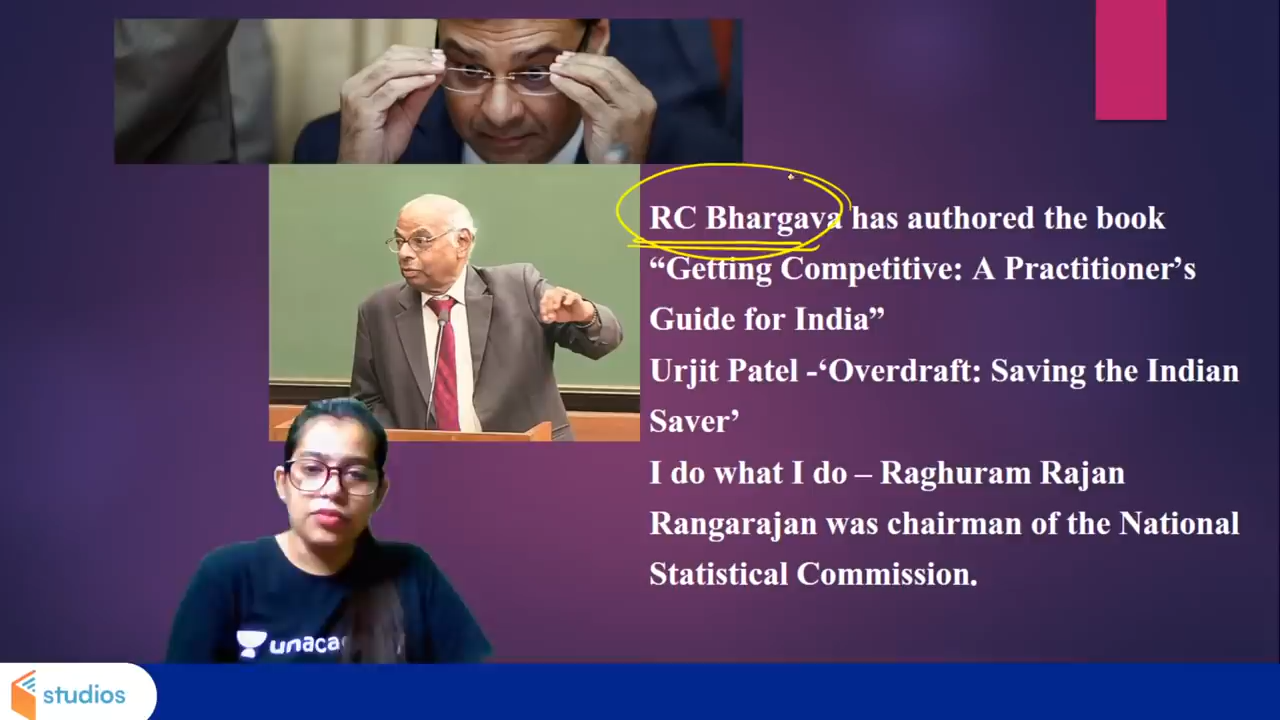 RC Bhargava has authored the book
“Getting Competitive: A Practitioner’s
Guide for India”
Urjit Patel -‘Overdraft: Saving the Indian
Saver’
I do what I do – Raghuram Rajan
Rangarajan was chairman of the National
Statistical Commission.
unaca
studios